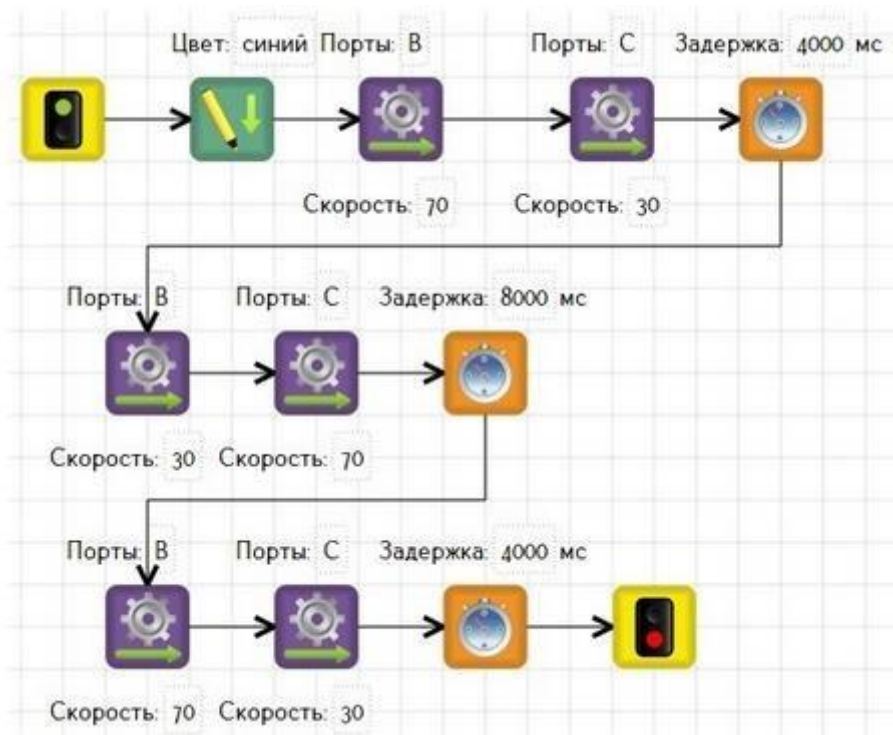 Цвет: синий Порты: B Порты: C Задержка: 4000 мс
Скорость: 70 Скорость: 30
Порты: B Порты: C Задержка: 8000 мс
Скорость: 30 Скорость: 70
Порты: B Порты: C Задержка: 4000 мс
Скорость: 70 Скорость: 30